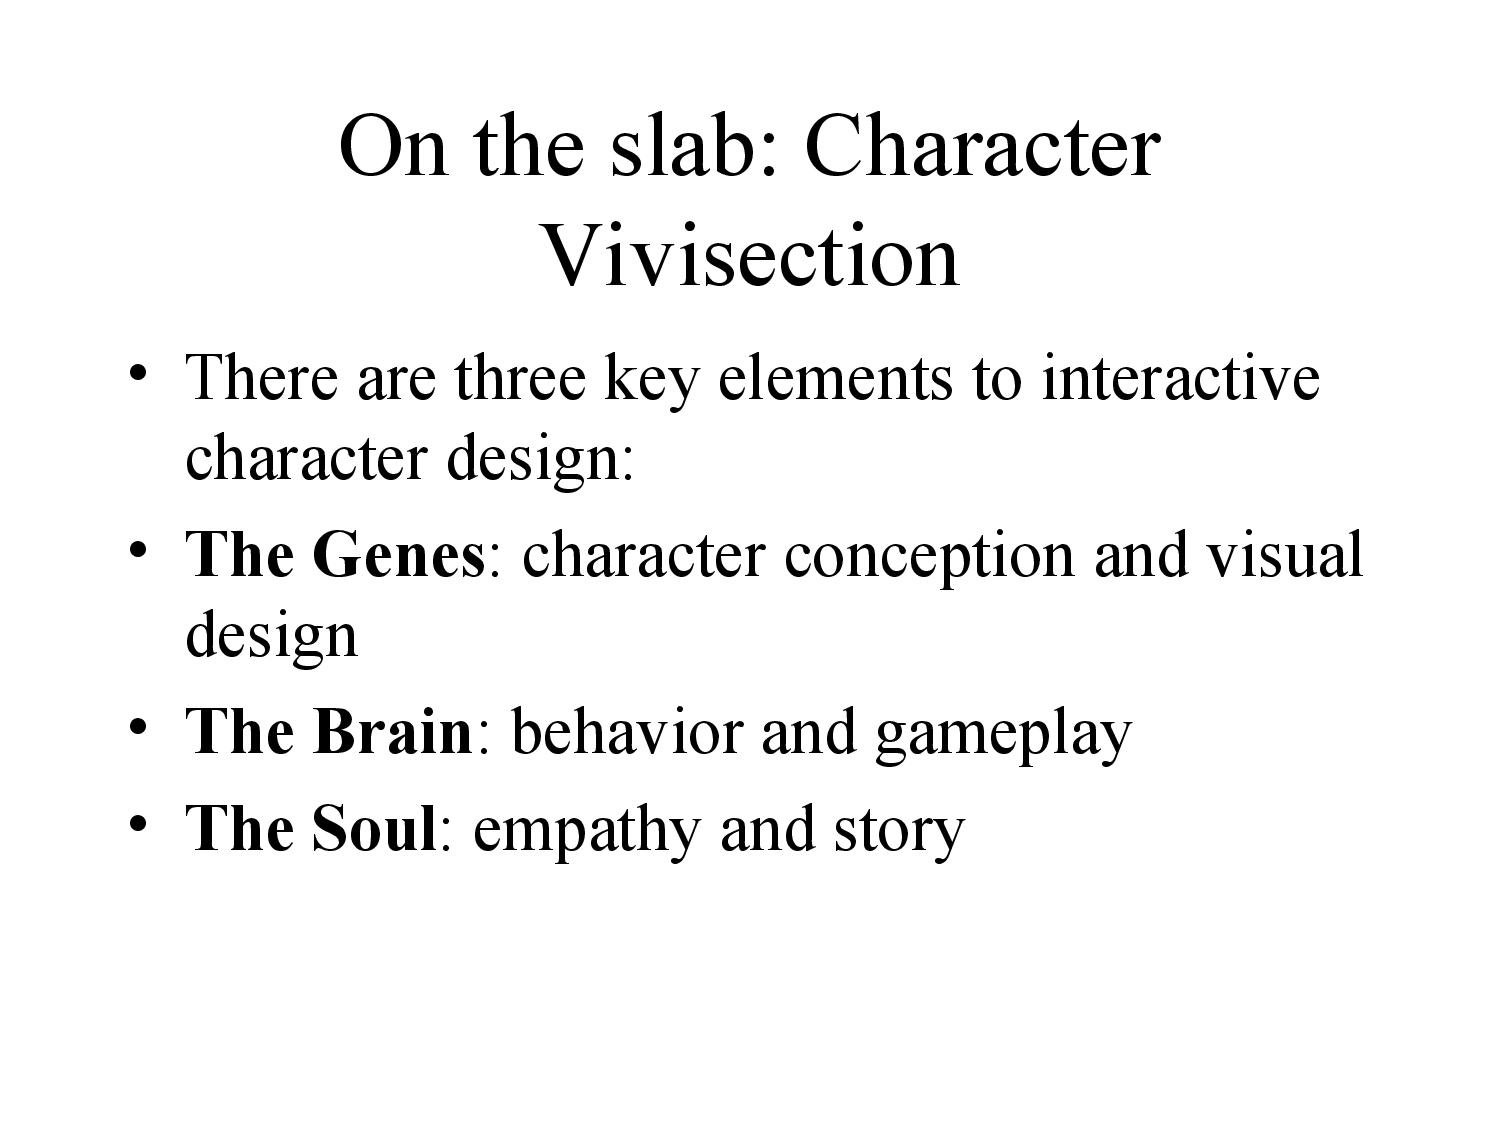 On the slab: Character
Vivisection
• There are three key elements to interactive
character design:
• The Genes: character conception and visual
design
• The Brain: behavior and gameplay
• The Soul: empathy and story